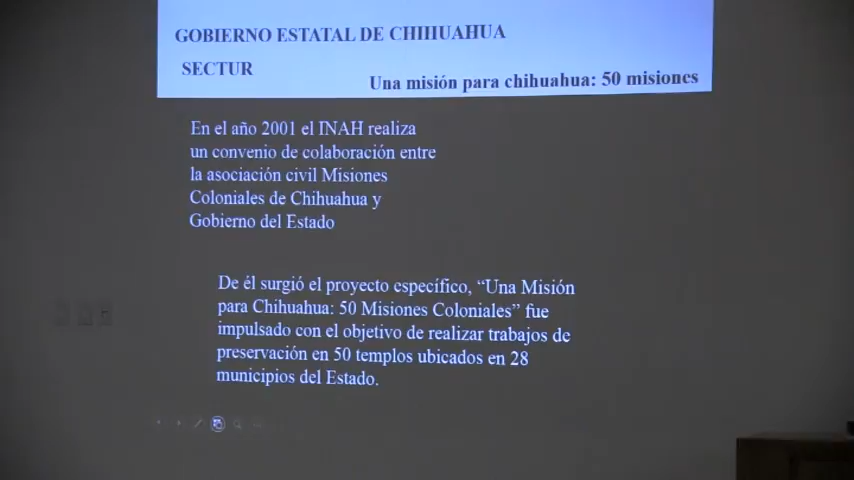 GOBIERNO ESTATAL DE CHIHUAHUA
SECTUR
Una misión para chihuahua: 50 misiones
En el año 2001 el INAH realiza
un convenio de colaboración entre
la asociación civil Misiones
Coloniales de Chihuahua y
Gobierno del Estado
De él surgió el proyecto específico, “Una Misión
para Chihuahua: 50 Misiones Coloniales” fue
impulsado con el objetivo de realizar trabajos de
preservación en 50 templos ubicados en 28
municipios del Estado.